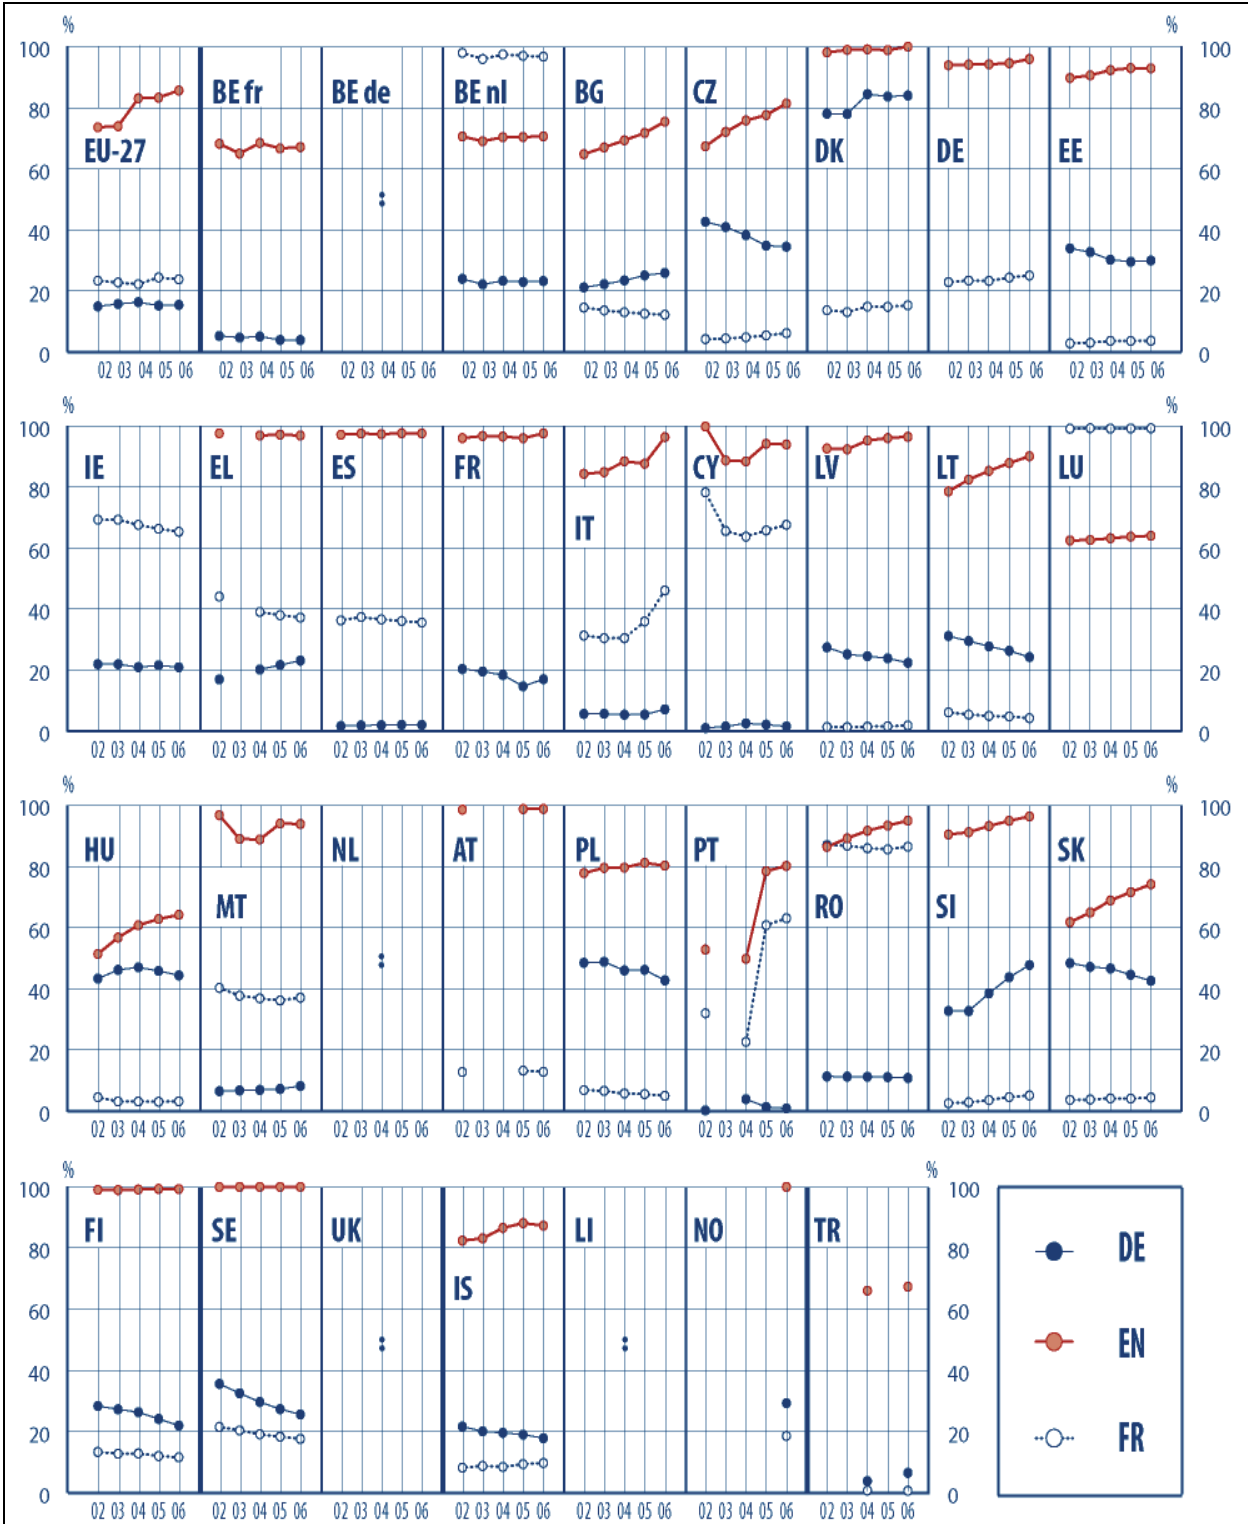 % %
100 100
BE fr BE de BE nl BG CZ
80 80
EU-27 DK DE EE
60 60
40 40
20 20
0 0
02 03 04 05 06 02 03 04 05 06 02 03 04 05 06 02 03 04 05 06 02 03 04 05 06 02 03 04 05 06 02 03 04 05 06 02 03 04 05 06 02 03 04 05 06
% %
100 100
IE EL ES FR CY LV LT LU
80 80
IT
60 60
40 40
20 20
0 0
02 03 04 05 06 02 03 04 05 06 02 03 04 05 06 02 03 04 05 06 02 03 04 05 06 02 03 04 05 06 02 03 04 05 06 02 03 04 05 06 02 03 04 05 06
% %
100 100
HU NL AT PL PT SK
80 80
MT RO SI
60 60
40 40
20 20
0 0
02 03 04 05 06 02 03 04 05 06 02 03 04 05 06 02 03 04 05 06 02 03 04 05 06 02 03 04 05 06 02 03 04 05 06 02 03 04 05 06 02 03 04 05 06
% %
100 100
FI SE UK LI NO TR DE
80 80
IS
60 60
EN
40 40
FR
20 20
0 0
02 03 04 05 06 02 03 04 05 06 02 03 04 05 06 02 03 04 05 06 02 03 04 05 06 02 03 04 05 06 02 03 04 05 06